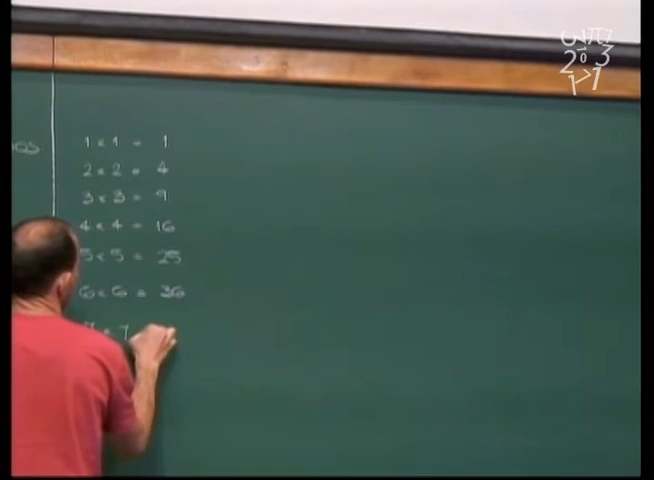 1 × 1 = 1
2 × 2 = 4
3 × 3 = 9
4 × 4 = 16
5 × 5 = 25
6 × 6 = 36
7 × 7